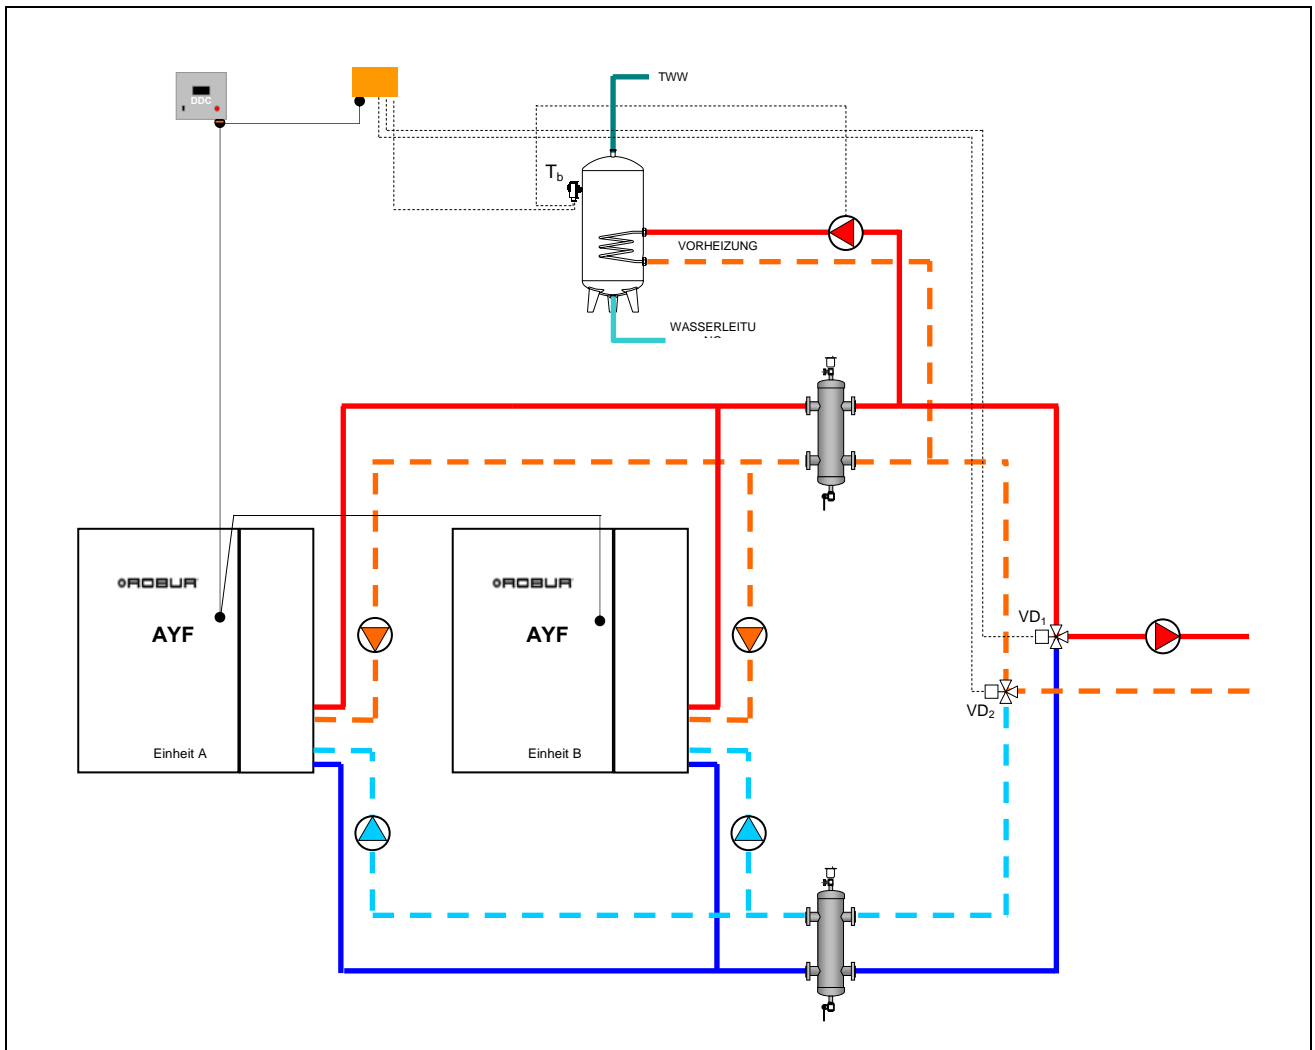 TWW
DDC
Tb
VORHEIZUNG
WASSERLEITU
ROBUR
ROBUR
VD1
AYF
AYF
VD2
Einheit A
Einheit B